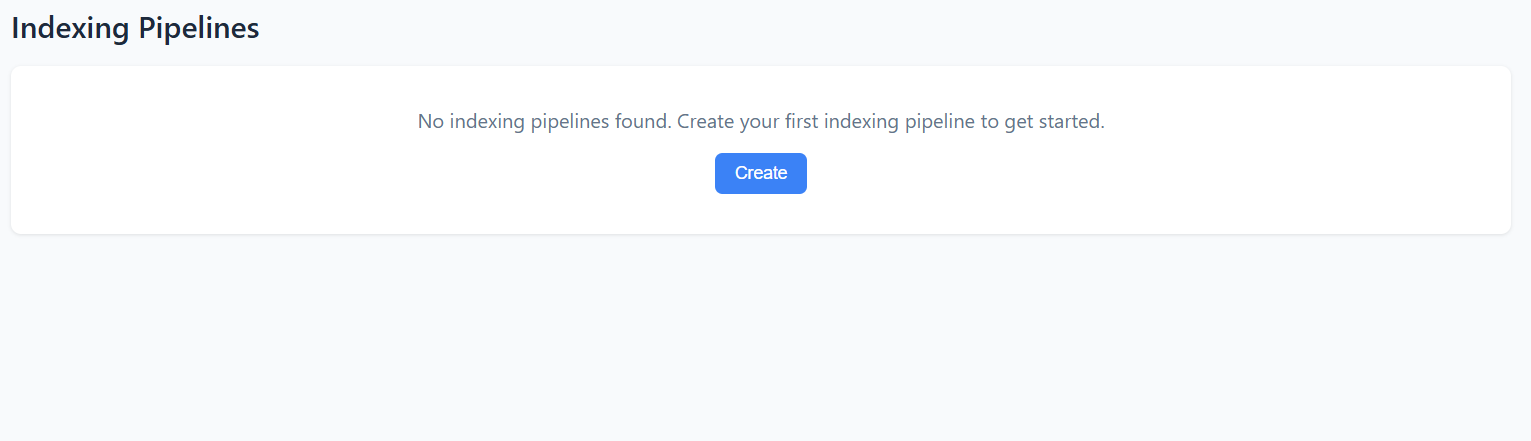 Indexing Pipelines
No indexing pipelines found. Create your first indexing pipeline to get started.
Create